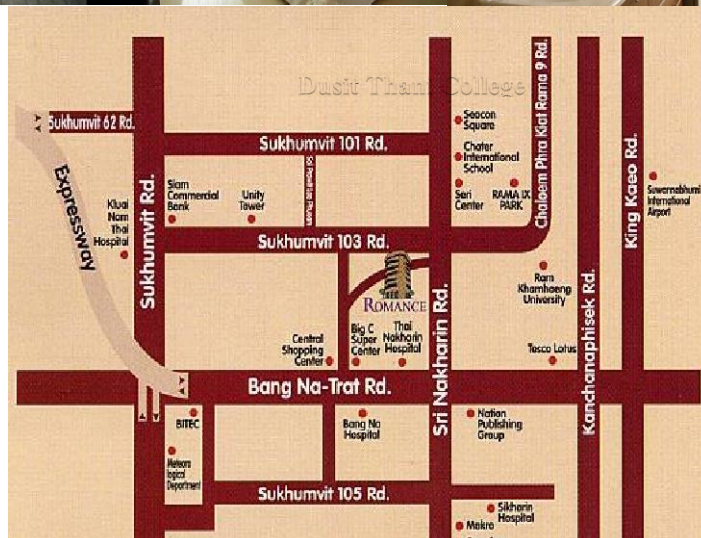 Dusit Thani College
Sukhumvit 62 Rd.
Expressway
Sukhumvit Rd.
Kluai
Nam
Thai
Hospital
Sukhumvit 101 Rd.
Siam
Commercial
Bank
Unity
Tower
Sukhumvit 103 Rd.
ROMANCE
Seacon
Square
Chater
International
School
Seri
Center
RAMA IX
PARK
Chaloem Phra Kiat Rama 9 Rd.
King Kaeo Rd.
Suwarnabhumi
International
Airport
Ram
Khamhaeng
University
Kanchanaphisek Rd.
Central
Shopping
Center
Big C
Super
Center
Thai
Nakharin
Hospital
Sri Nakharin Rd.
Tesco Lotus
Bang Na-Trat Rd.
BITEC
Meteoro
logical
Department
Bang Na
Hospital
Nation
Publishing
Group
Sukhumvit 105 Rd.
Sikharin
Hospital
Makro